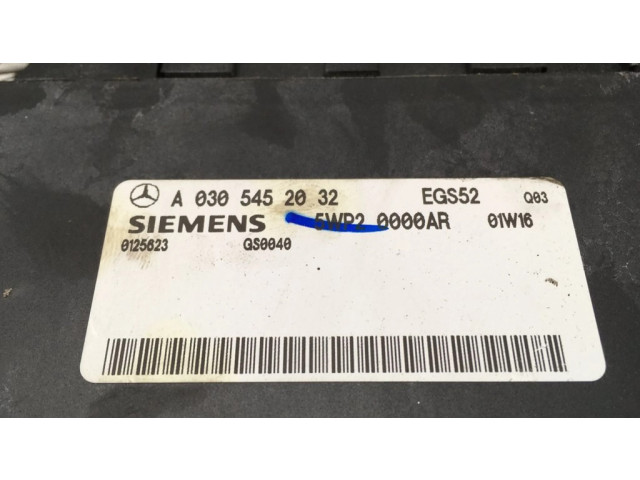 A 030 545 20 32 EGS52 Q03
SIEMENS 5WP2 0000AR 01W16
0125623 GS0040